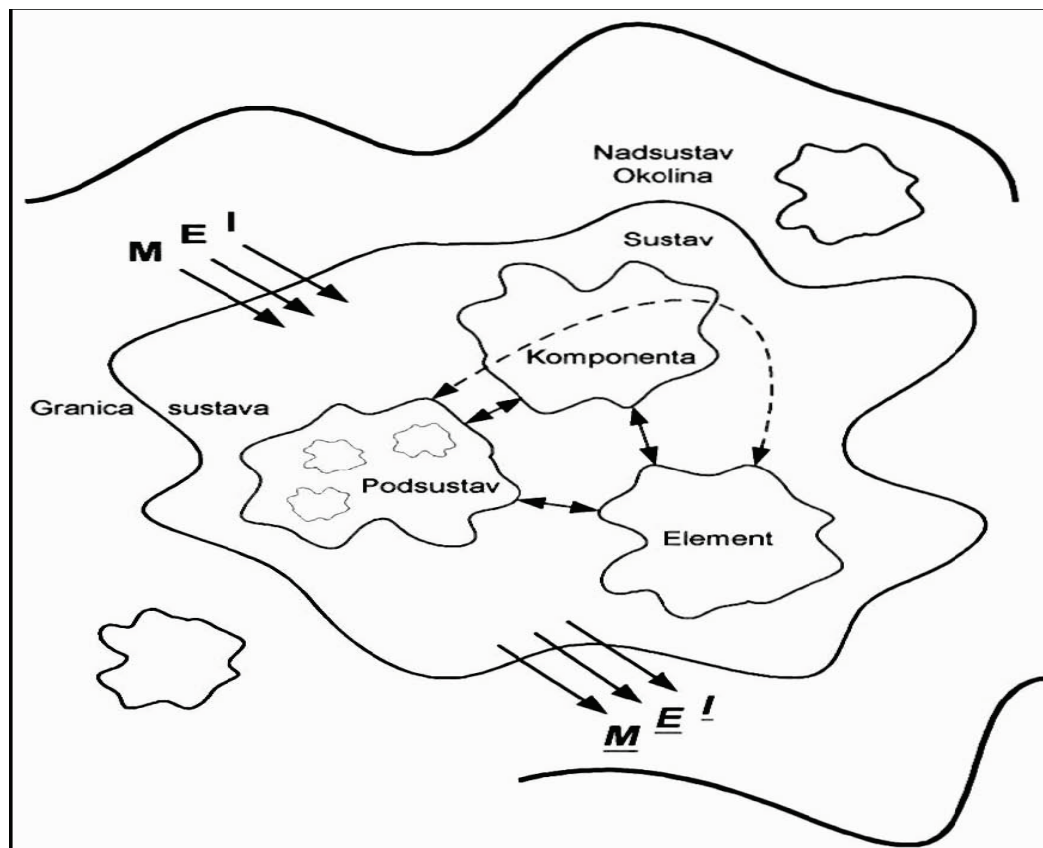 Nadsustav
Okolina
M E I
Sustav
Komponenta
Granica sustava
Podsustav
Element
M E I